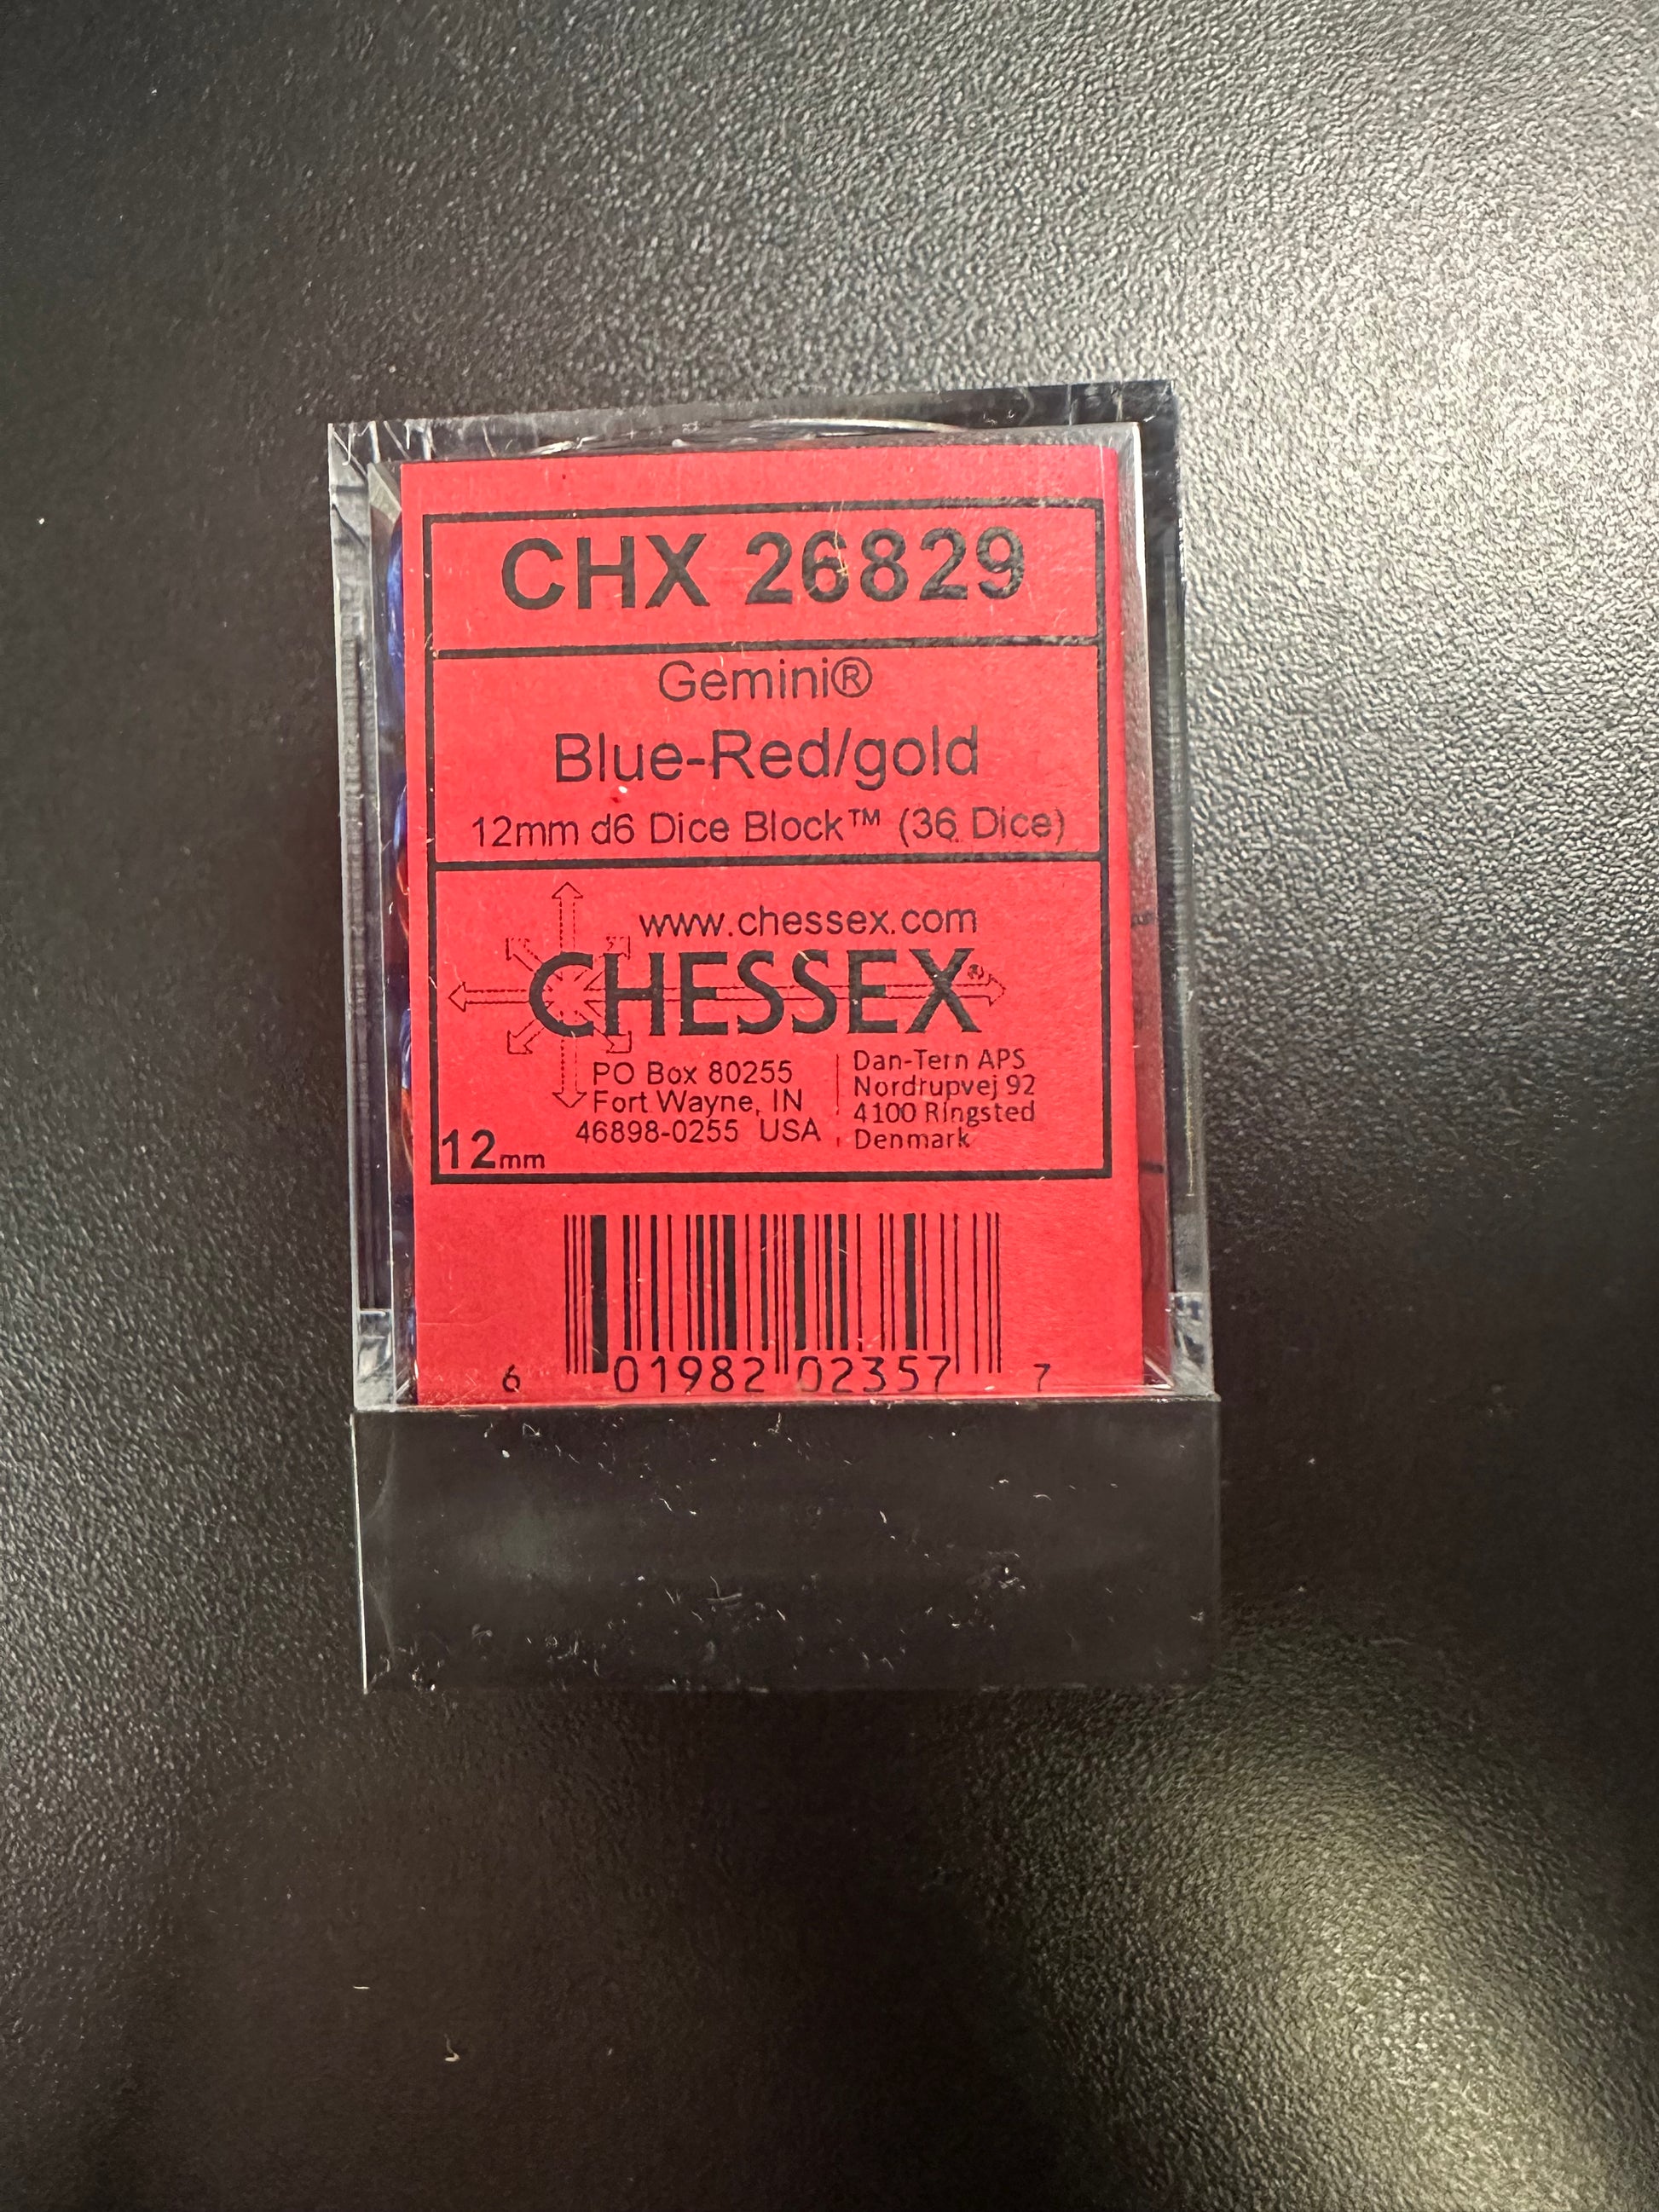 CHX 26829
Gemini®
Blue-Red/gold
12mm d6 Dice Block™ (36 Dice)
www.chessex.com
CHESSEX®
PO Box 80255
Fort Wayne, IN
46898-0255 USA
Dan-Tern APS
Nordrupvej 92
4100 RIngsted
Denmark
12mm
6 01982 02357 7